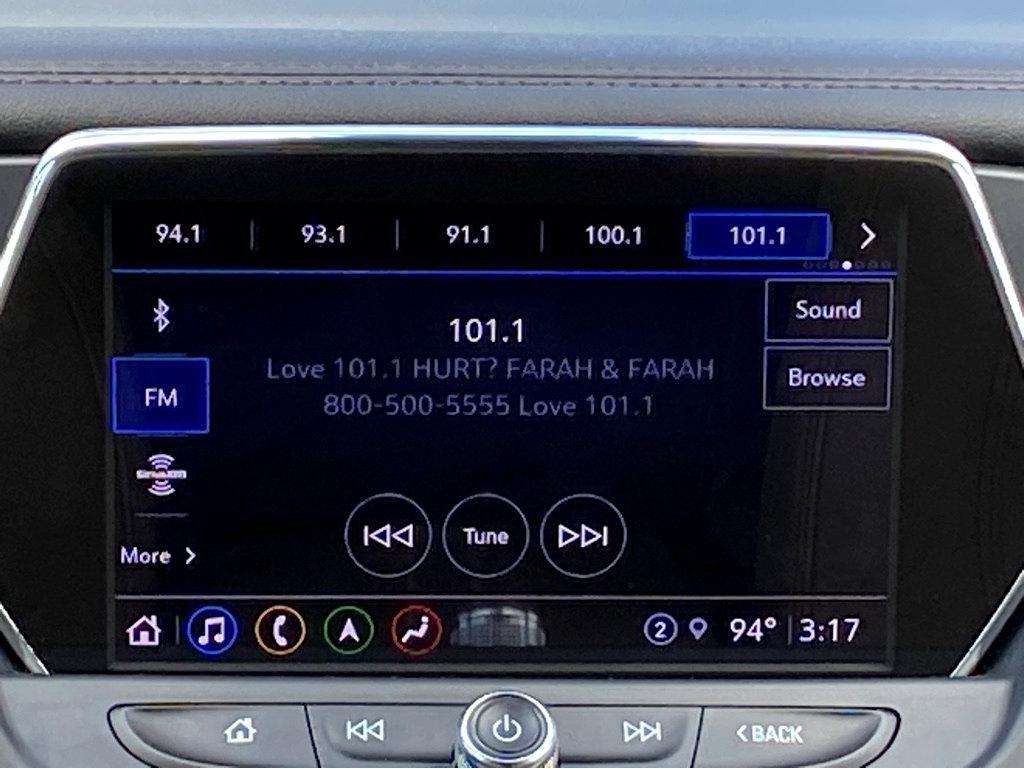 94.1 93.1 91.1 100.1 101.1
Sound
101.1
Love 101.1 HURT? FARAH & FARAH
800-500-5555 Love 101.1
Browse
FM
SiriusXM
Tune
More
2 94° 3:17
BACK